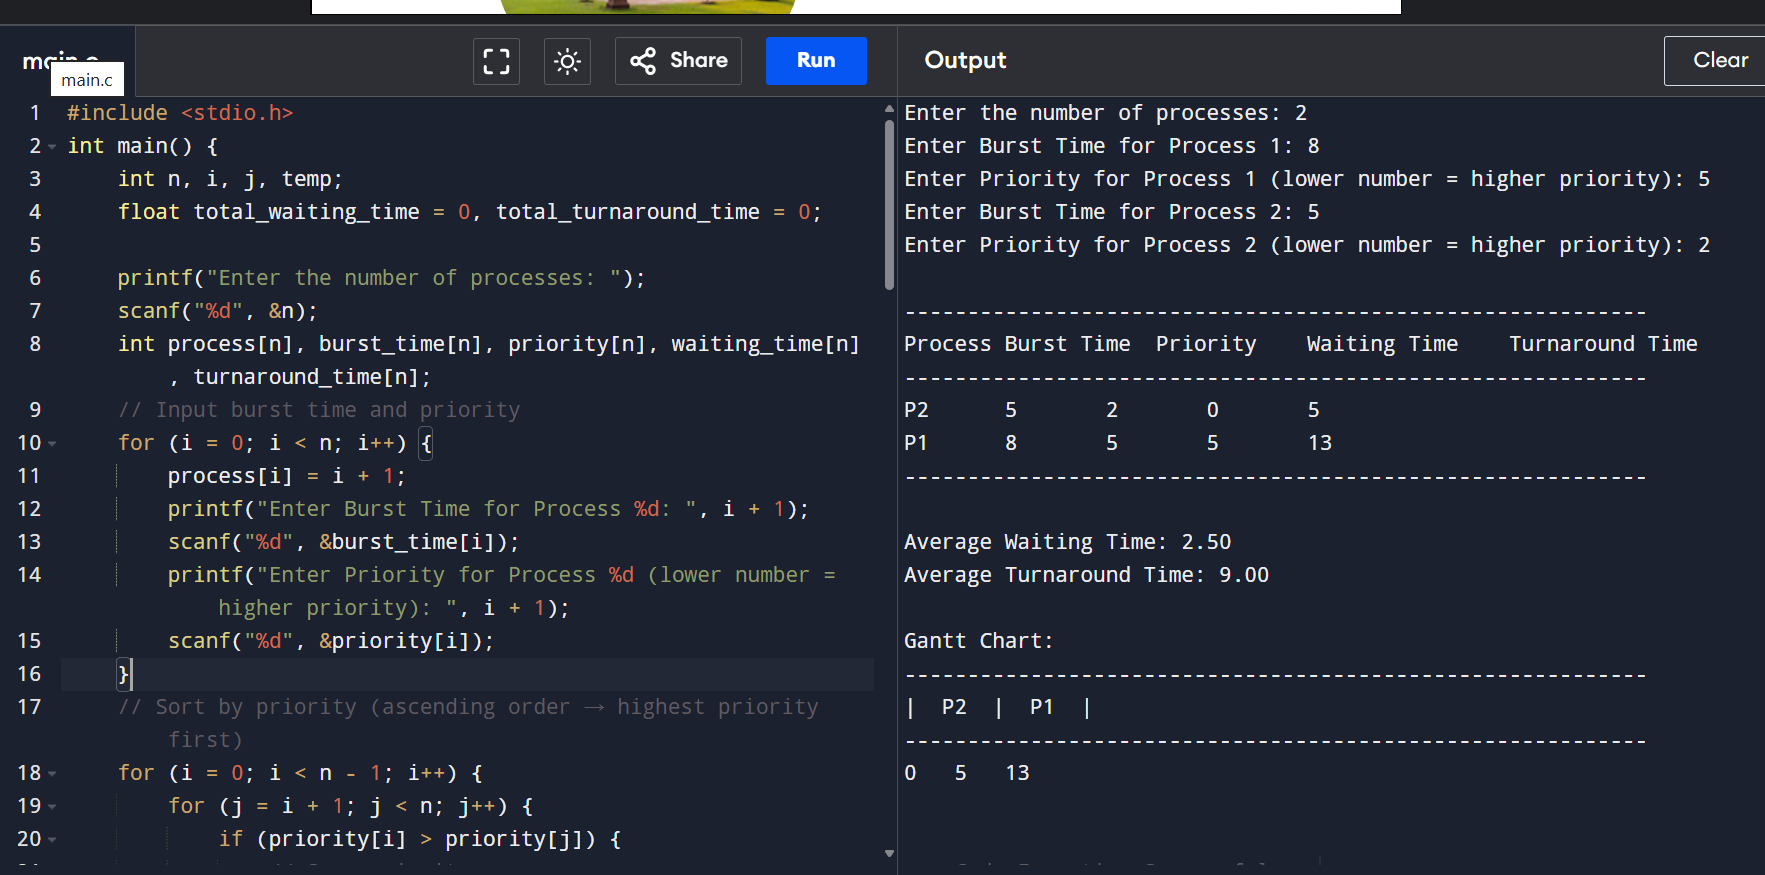 main.c
Share
Run
Output
Clear
1 #include <stdio.h>
2 int main() {
3 int n, i, j, temp;
4 float total_waiting_time = 0, total_turnaround_time = 0;
5
6 printf("Enter the number of processes: ");
7 scanf("%d", &n);
8 int process[n], burst_time[n], priority[n], waiting_time[n]
, turnaround_time[n];
9 // Input burst time and priority
10 for (i = 0; i < n; i++) {
11 process[i] = i + 1;
12 printf("Enter Burst Time for Process %d: ", i + 1);
13 scanf("%d", &burst_time[i]);
14 printf("Enter Priority for Process %d (lower number =
higher priority): ", i + 1);
15 scanf("%d", &priority[i]);
16 }
17 // Sort by priority (ascending order → highest priority
first)
18 for (i = 0; i < n - 1; i++) {
19 for (j = i + 1; j < n; j++) {
20 if (priority[i] > priority[j]) {
Enter the number of processes: 2
Enter Burst Time for Process 1: 8
Enter Priority for Process 1 (lower number = higher priority): 5
Enter Burst Time for Process 2: 5
Enter Priority for Process 2 (lower number = higher priority): 2
-----------------------------------------------------------
Process Burst Time Priority Waiting Time Turnaround Time
-----------------------------------------------------------
P2 5 2 0 5
P1 8 5 5 13
-----------------------------------------------------------
Average Waiting Time: 2.50
Average Turnaround Time: 9.00
Gantt Chart:
-----------------------------------------------------------
| P2 | P1 |
-----------------------------------------------------------
0 5 13